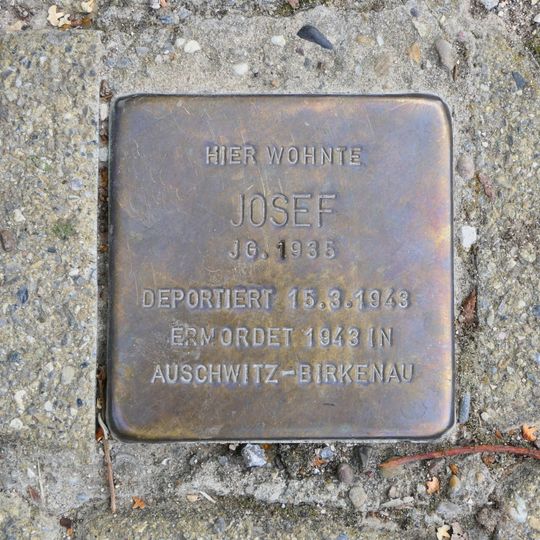 HIER WOHNTE
JOSEF
JG. 1935
DEPORTIERT 15.3.1943
ERMORDET 1943 IN
AUSCHWITZ-BIRKENAU